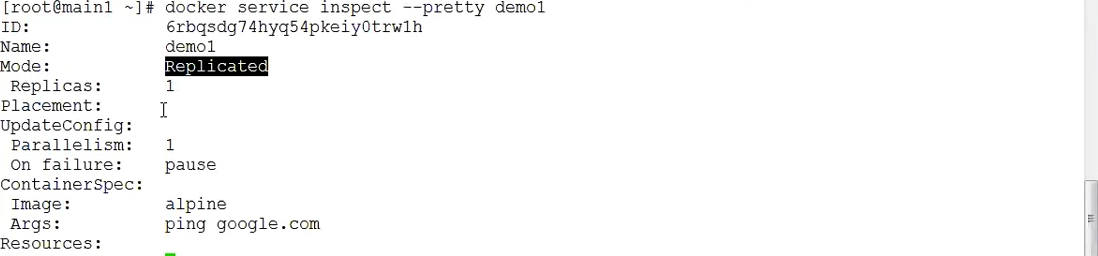 [root@main1 ~]# docker service inspect --pretty demo1
ID: 6rbqsdg74hyq54pkeiy0trw1h
Name: demo1
Mode: Replicated
Replicas: 1
Placement:
UpdateConfig:
Parallelism: 1
On failure: pause
ContainerSpec:
Image: alpine
Args: ping google.com
Resources: